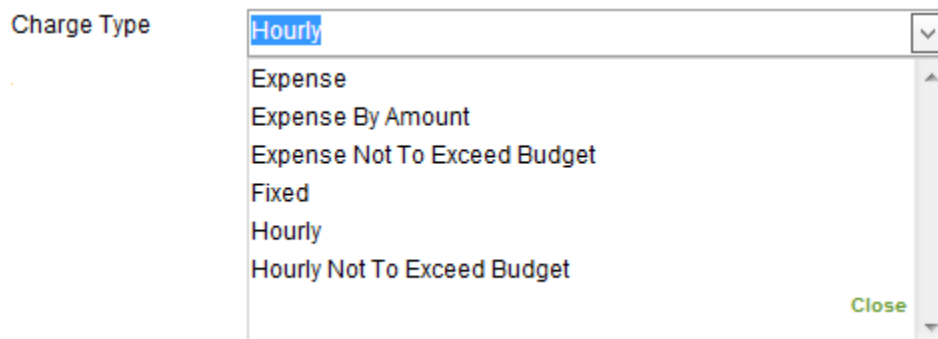 Charge Type Hourly
Expense
Expense By Amount
Expense Not To Exceed Budget
Fixed
Hourly
Hourly Not To Exceed Budget
Close